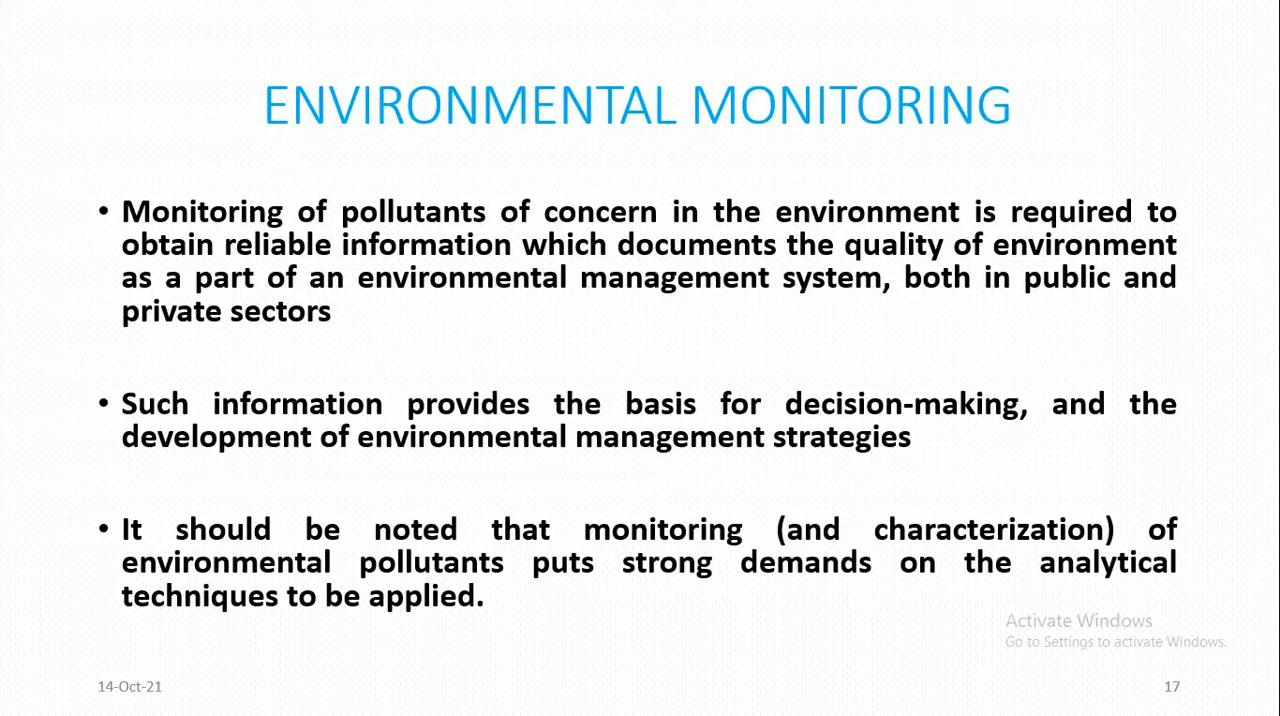 ENVIRONMENTAL MONITORING
• Monitoring of pollutants of concern in the environment is required to
obtain reliable information which documents the quality of environment
as a part of an environmental management system, both in public and
private sectors
• Such information provides the basis for decision-making, and the
development of environmental management strategies
• It should be noted that monitoring (and characterization) of
environmental pollutants puts strong demands on the analytical
techniques to be applied.
Activate Windows
Go to Settings to activate Windows.
14-Oct-21
17